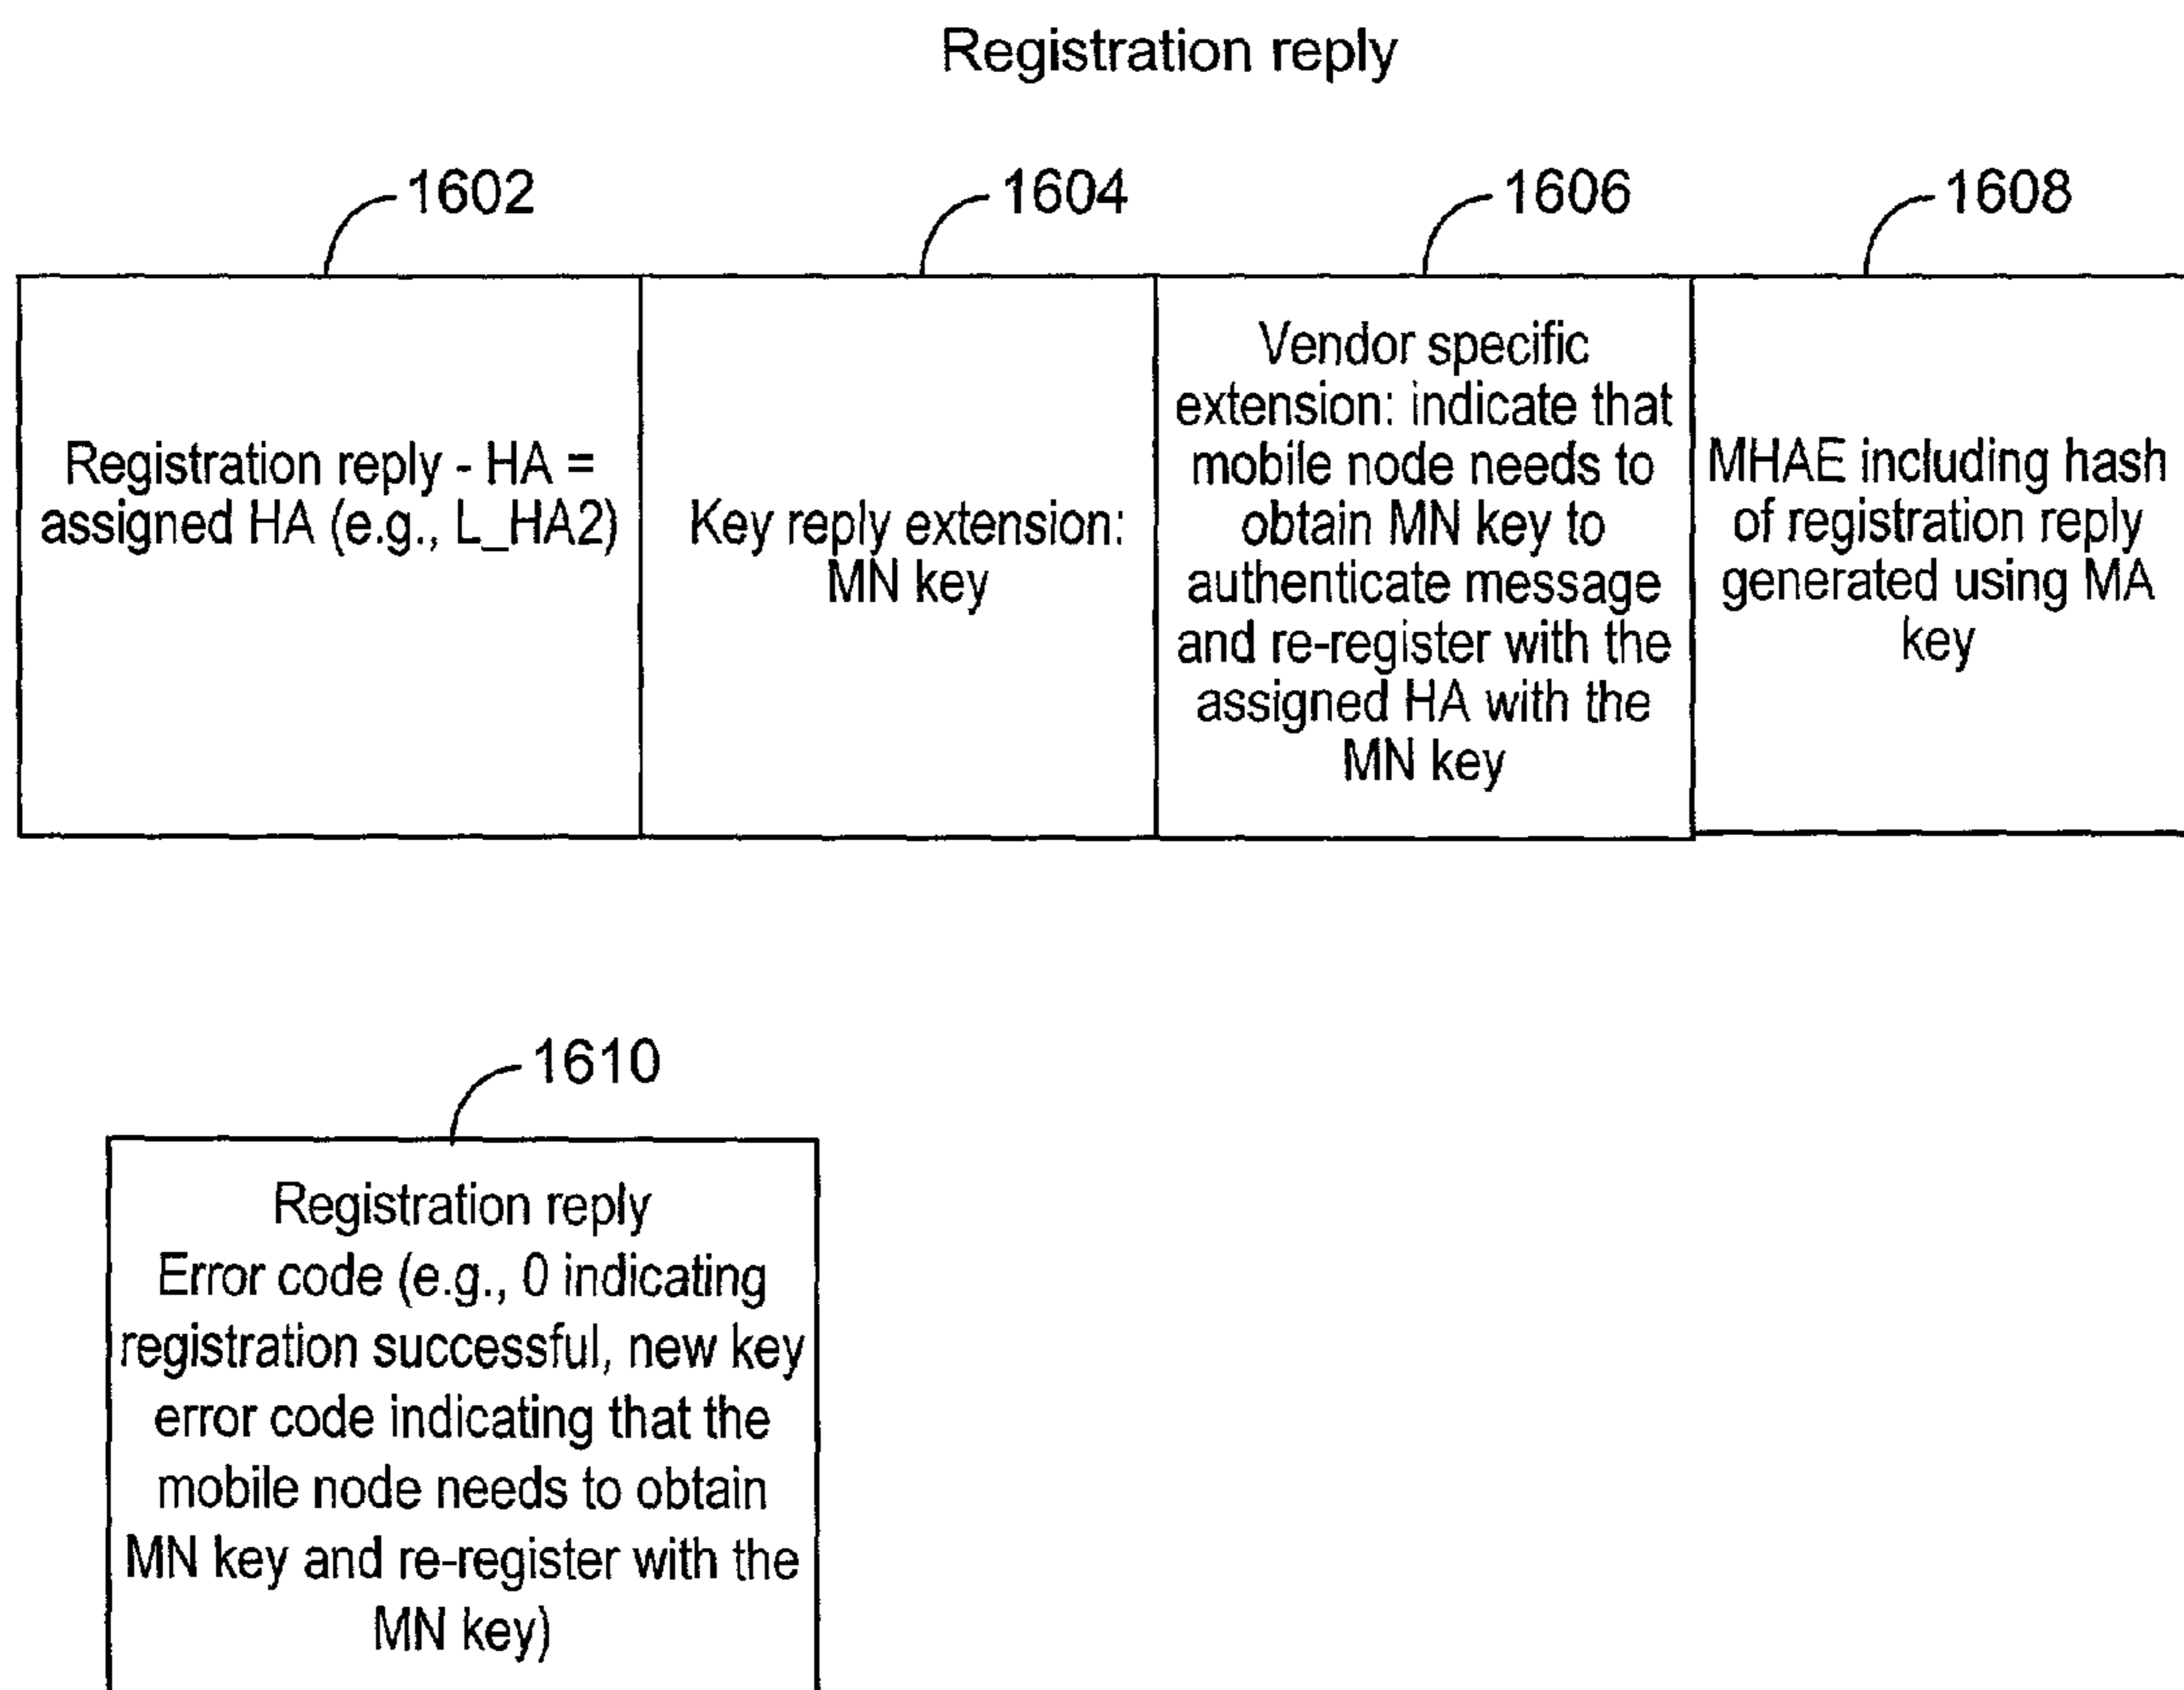 Registration reply
1602
1604
1606
1608
Registration reply - HA =
assigned HA (e.g., L_HA2)
Key reply extension:
MN key
Vendor specific
extension: indicate that
mobile node needs to
obtain MN key to
authenticate message
and re-register with the
assigned HA with the
MN key
MHAE including hash
of registration reply
generated using MA
key
1610
Registration reply
Error code (e.g., 0 indicating
registration successful, new key
error code indicating that the
mobile node needs to obtain
MN key and re-register with the
MN key)